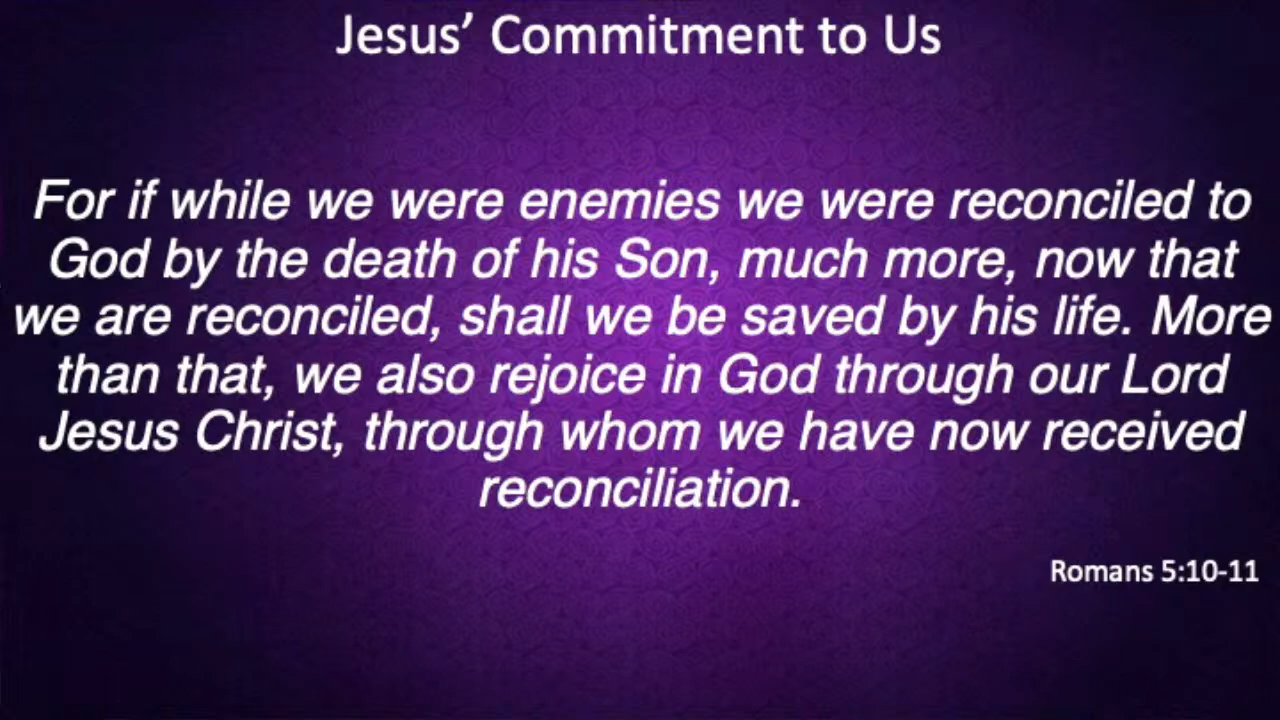 Jesus’ Commitment to Us
For if while we were enemies we were reconciled to
God by the death of his Son, much more, now that
we are reconciled, shall we be saved by his life. More
than that, we also rejoice in God through our Lord
Jesus Christ, through whom we have now received
reconciliation.
Romans 5:10-11